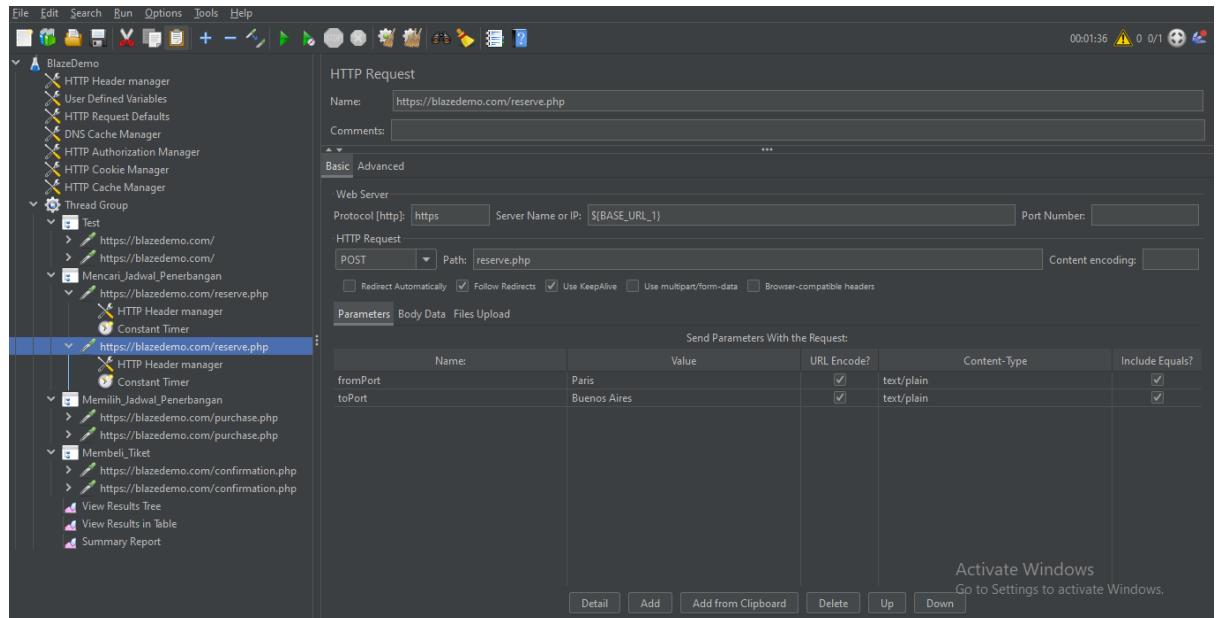 File Edit Search Run Options Tools Help
00:01:36 0 0/1
BlazeDemo
HTTP Header manager
User Defined Variables
HTTP Request Defaults
DNS Cache Manager
HTTP Authorization Manager
HTTP Cookie Manager
HTTP Cache Manager
Thread Group
Test
https://blazedemo.com/
https://blazedemo.com/
Mencari_Jadwal_Penerbangan
https://blazedemo.com/reserve.php
HTTP Header manager
Constant Timer
https://blazedemo.com/reserve.php
HTTP Header manager
Constant Timer
Memilih_Jadwal_Penerbangan
https://blazedemo.com/purchase.php
https://blazedemo.com/purchase.php
Membeli_Tiket
https://blazedemo.com/confirmation.php
https://blazedemo.com/confirmation.php
View Results Tree
View Results in Table
Summary Report
HTTP Request
Name: https://blazedemo.com/reserve.php
Comments:
Basic Advanced
Web Server
Protocol [http]: https Server Name or IP: ${BASE_URL_1} Port Number:
HTTP Request
POST Path: reserve.php Content encoding:
Redirect Automatically Follow Redirects Use KeepAlive Use multipart/form-data Browser-compatible headers
Parameters Body Data Files Upload
Send Parameters With the Request:
Name: Value URL Encode? Content-Type Include Equals?
fromPort Paris text/plain
toPort Buenos Aires text/plain
Detail Add Add from Clipboard Delete Up Down
Activate Windows
Go to Settings to activate Windows.